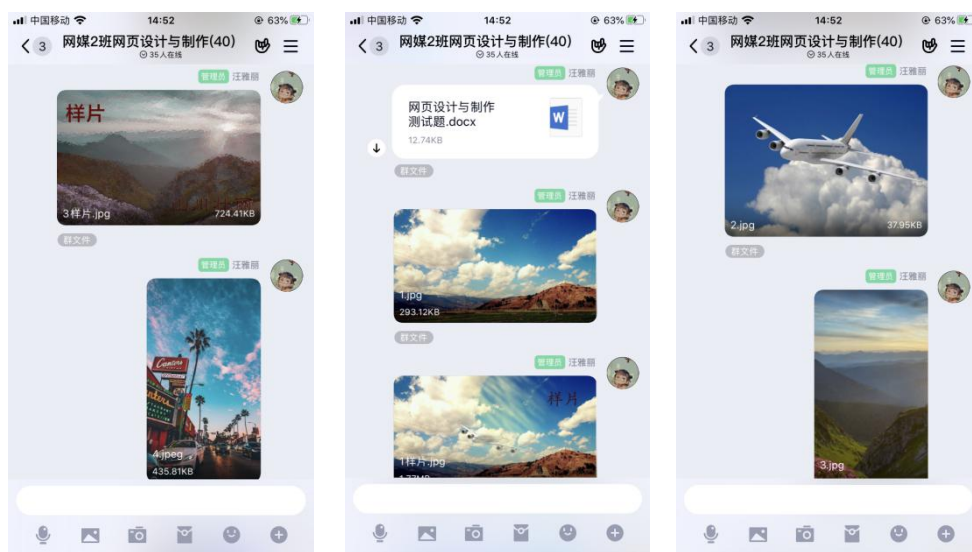 中国移动
14:52
63%
3
网媒2班网页设计与制作(40)
35人在线
管理员 汪雅丽
样片
3样片.jpg
724.41KB
群文件
管理员 汪雅丽
4.jpeg
435.81KB
中国移动
14:52
63%
3
网媒2班网页设计与制作(40)
35人在线
管理员 汪雅丽
网页设计与制作
测试题.docx
W
12.74KB
群文件
管理员 汪雅丽
1.jpg
293.12KB
群文件
管理员 汪雅丽
样片
1样片.jpg
1.77MB
中国移动
14:52
63%
3
网媒2班网页设计与制作(40)
35人在线
管理员 汪雅丽
2.jpg
37.95KB
群文件
管理员 汪雅丽
3.jpg